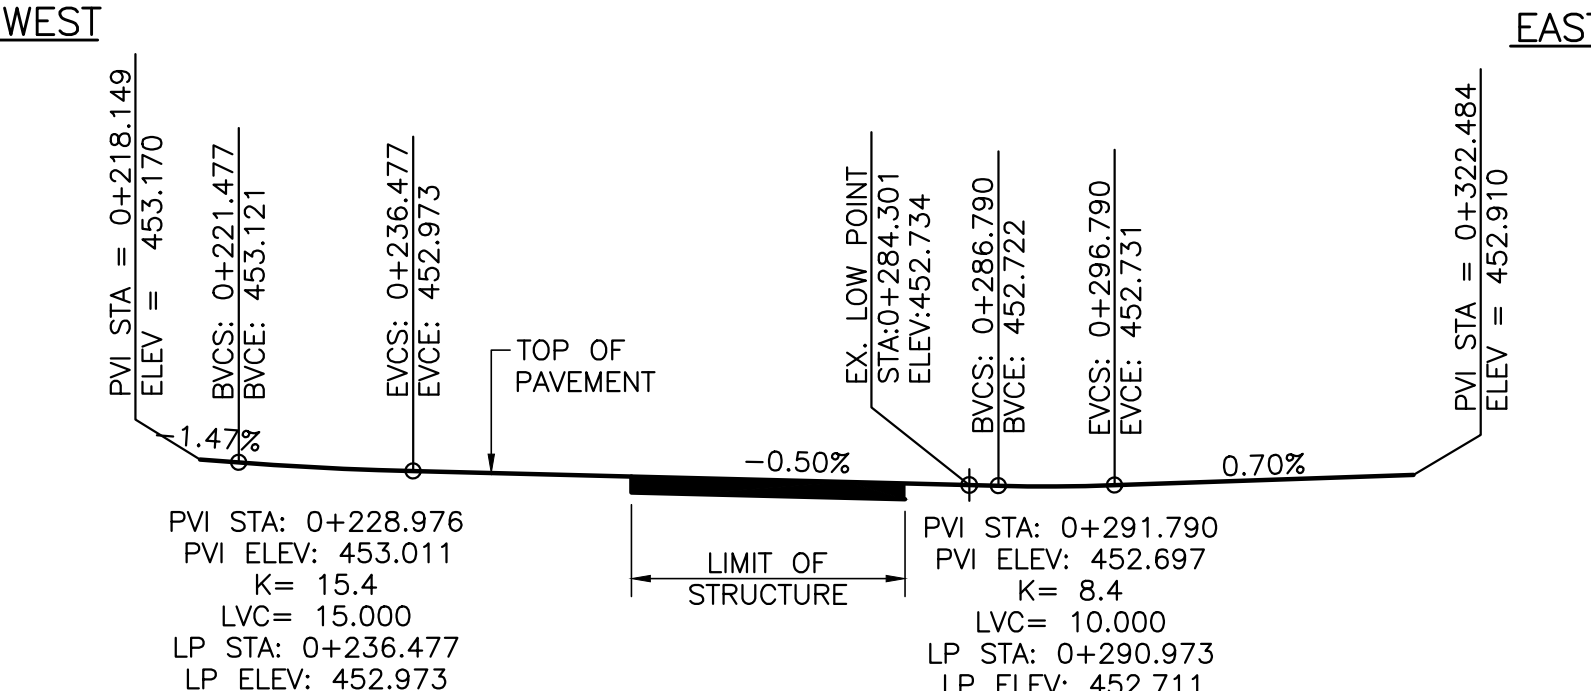 WEST
EAST
PVI STA = 0+218.149
ELEV = 453.170
BVCS: 0+221.477
BVCE: 453.121
EVCS: 0+236.477
EVCE: 452.973
EX. LOW POINT
STA:0+284.301
ELEV:452.734
BVCS: 0+286.790
BVCE: 452.722
EVCS: 0+296.790
EVCE: 452.731
PVI STA = 0+322.484
ELEV = 452.910
TOP OF
PAVEMENT
-1.47%
-0.50%
0.70%
PVI STA: 0+228.976
PVI ELEV: 453.011
K= 15.4
LVC= 15.000
LP STA: 0+236.477
LP ELEV: 452.973
LIMIT OF
STRUCTURE
PVI STA: 0+291.790
PVI ELEV: 452.697
K= 8.4
LVC= 10.000
LP STA: 0+290.973
LP ELEV: 452.711